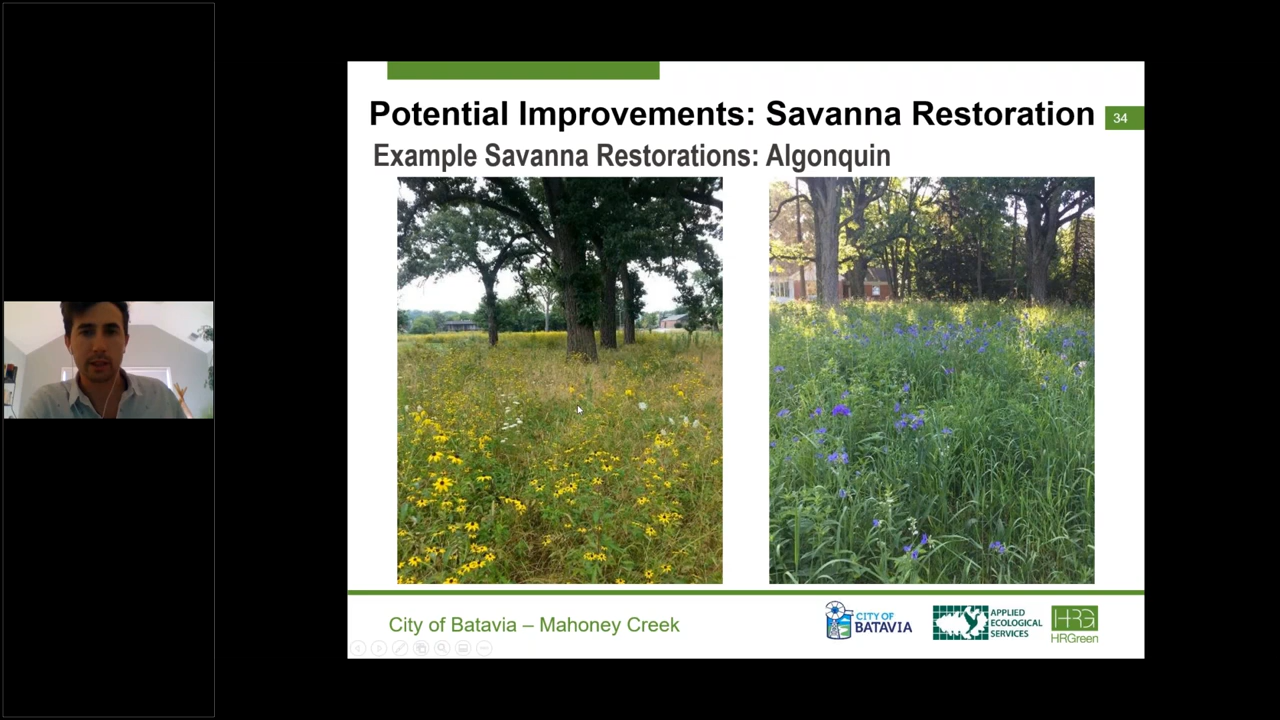 Potential Improvements: Savanna Restoration
34
Example Savanna Restorations: Algonquin
City of Batavia – Mahoney Creek
CITY OF
BATAVIA
APPLIED
ECOLOGICAL
SERVICES
HRG
HRGreen